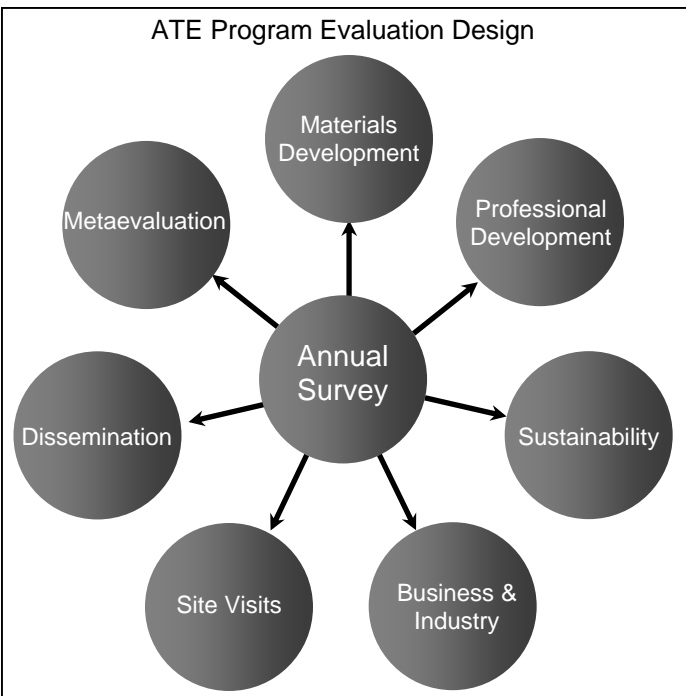 ATE Program Evaluation Design
Materials
Development
Professional
Development
Metaevaluation
Annual
Survey
Dissemination
Sustainability
Site Visits
Business &
Industry